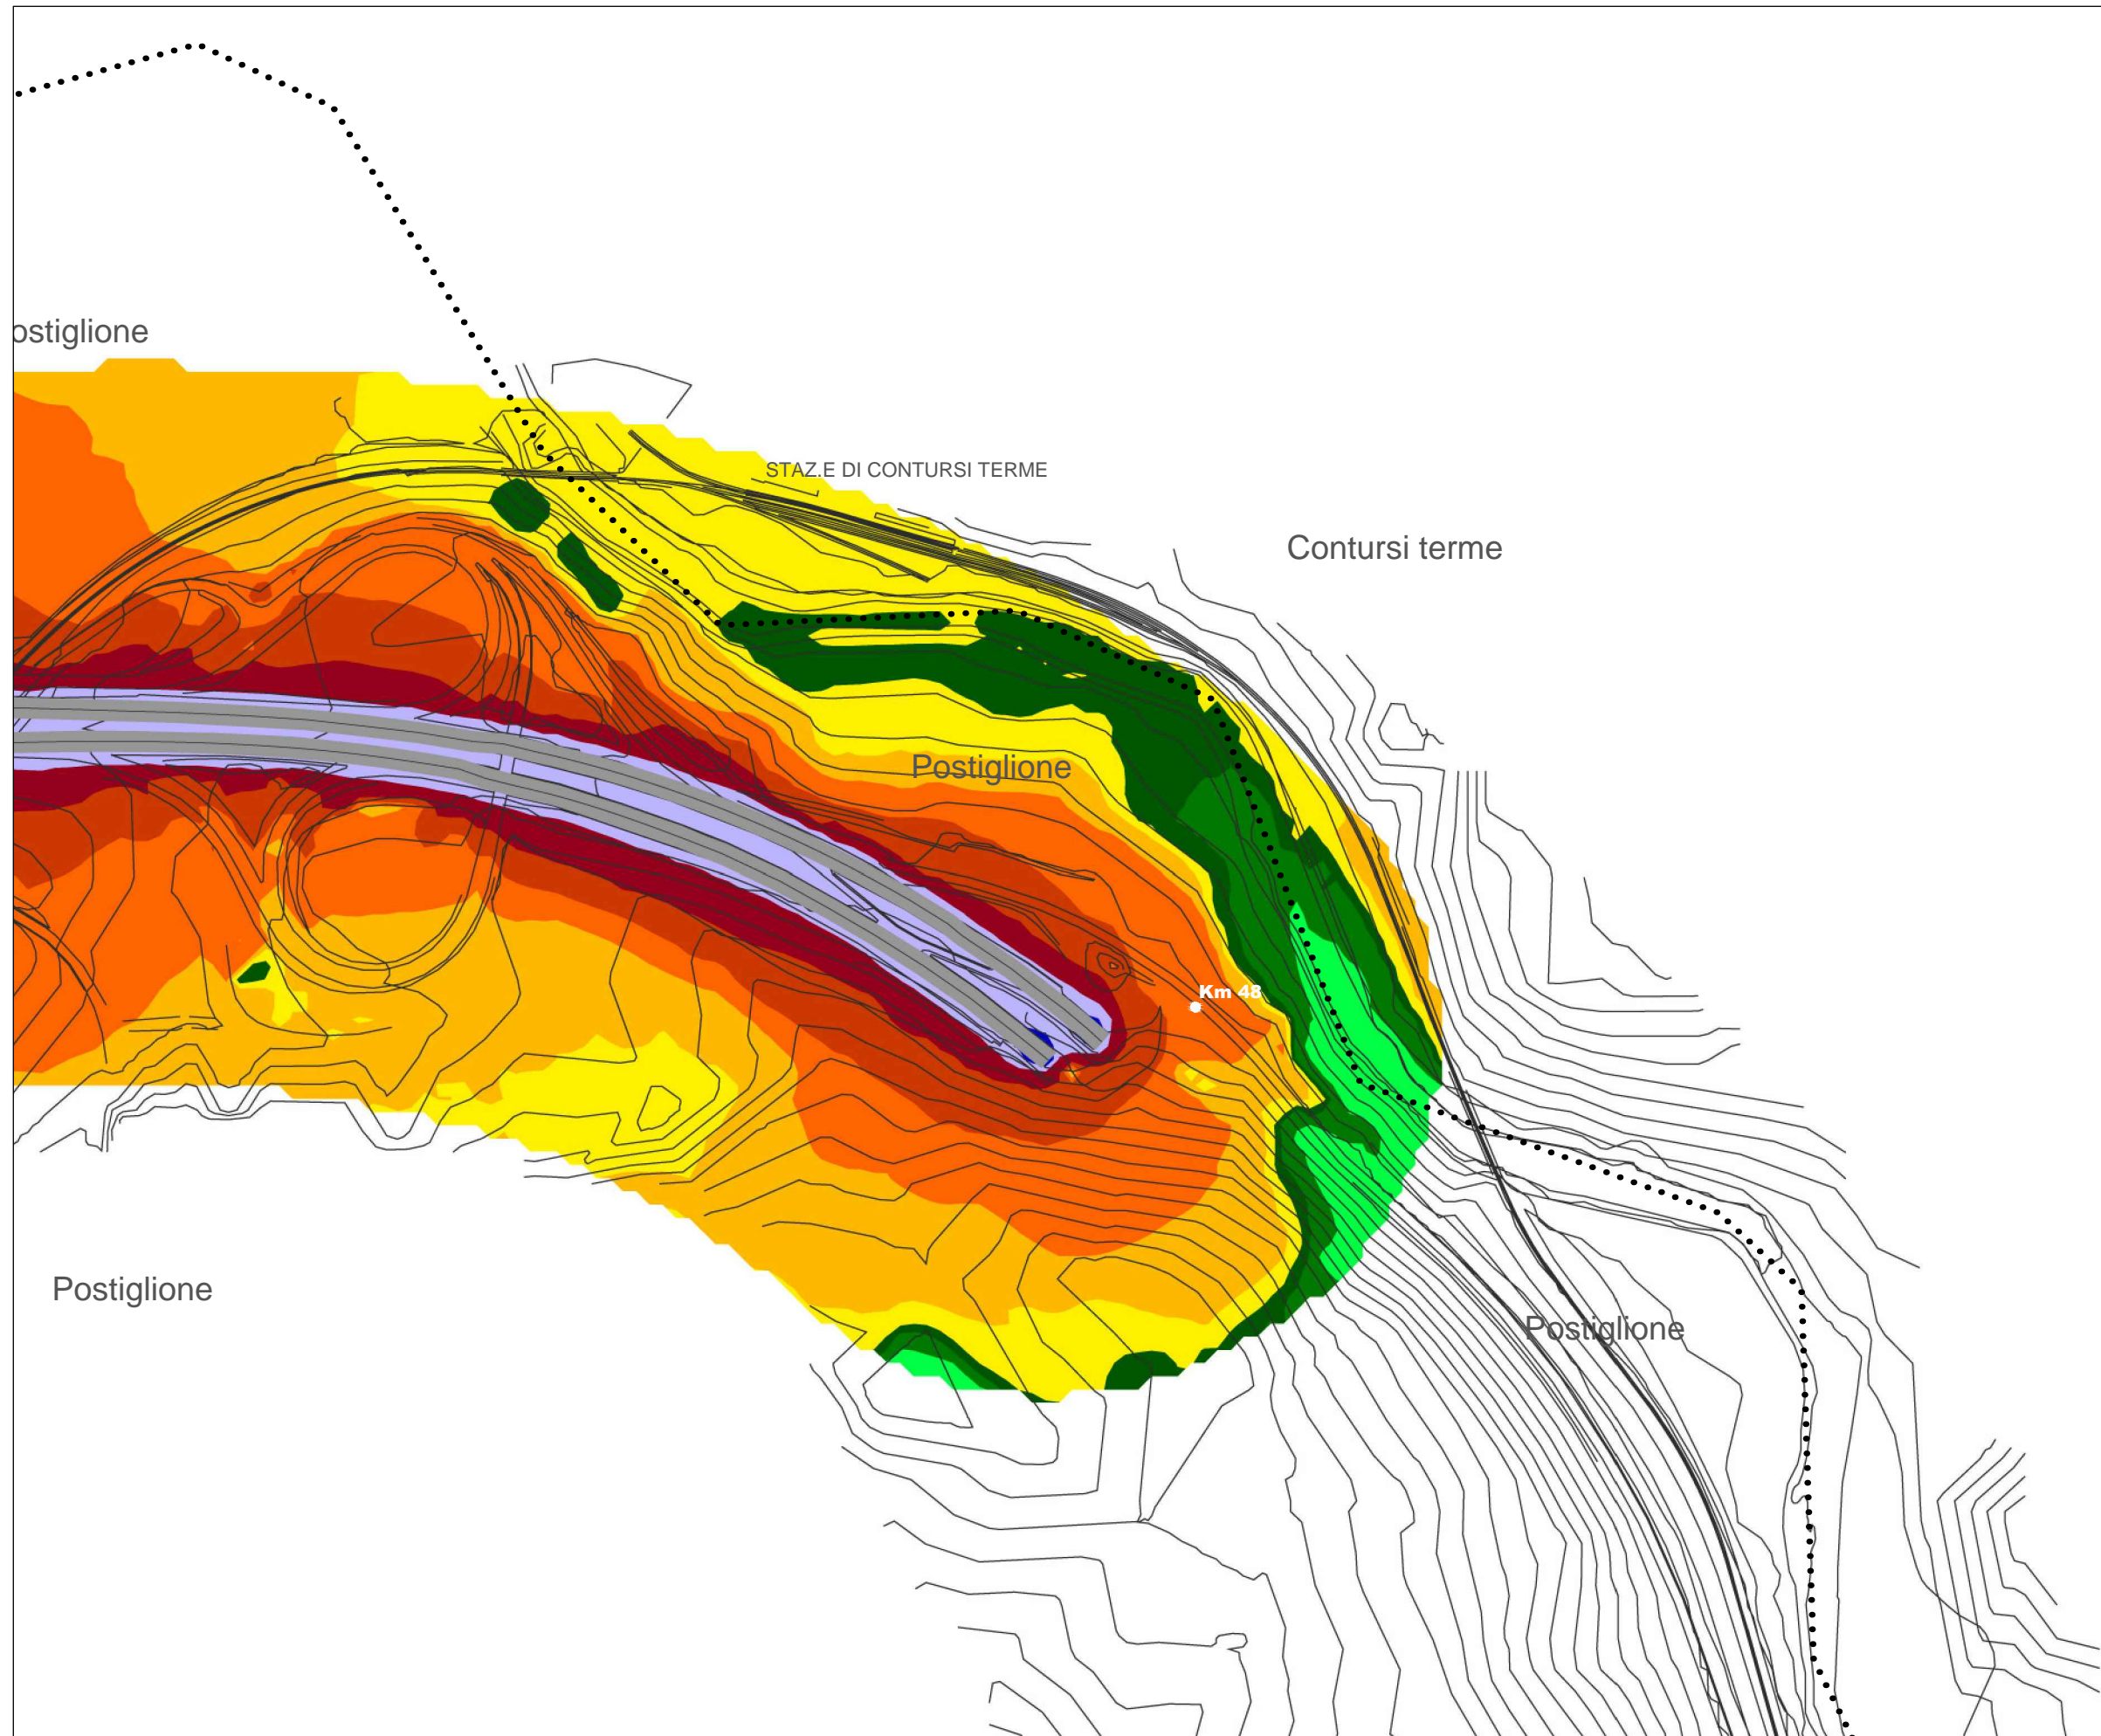 ostiglione
STAZ.E DI CONTURSI TERME
Contursi terme
Postiglione
Km 48
Postiglione
Postiglione